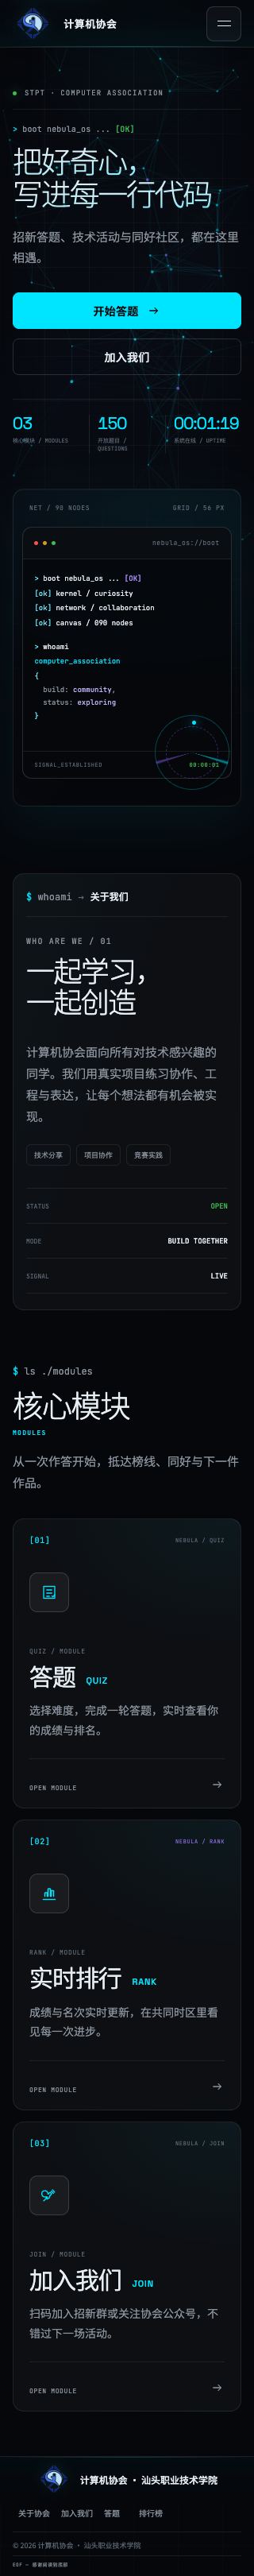 计算机协会
STPT · COMPUTER ASSOCIATION
> boot nebula_os ... [OK]
把好奇心，
写进每一行代码
招新答题、技术活动与同好社区，都在这里
相遇。
开始答题 →
加入我们
03
核心模块 / MODULES
150
开放题目 /
QUESTIONS
00:01:19
系统在线 / UPTIME
NET / 90 NODES
GRID / 56 PX
nebula_os://boot
> boot nebula_os ... [OK]
[ok] kernel / curiosity
[ok] network / collaboration
[ok] canvas / 090 nodes
> whoami
computer_association
{
build: community,
status: exploring
}
SIGNAL_ESTABLISHED
00:00:01
$ whoami → 关于我们
WHO ARE WE / 01
一起学习，
一起创造
计算机协会面向所有对技术感兴趣的
同学。我们用真实项目练习协作、工
程与表达，让每个想法都有机会被实
现。
技术分享
项目协作
竞赛实践
STATUS
OPEN
MODE
BUILD TOGETHER
SIGNAL
LIVE
$ ls ./modules
核心模块
MODULES
从一次作答开始，抵达榜线、同好与下一件
作品。
[01]
NEBULA / QUIZ
QUIZ / MODULE
答题 QUIZ
选择难度，完成一轮答题，实时查看你
的成绩与排名。
OPEN MODULE →
[02]
NEBULA / RANK
RANK / MODULE
实时排行 RANK
成绩与名次实时更新，在共同时区里看
见每一次进步。
OPEN MODULE →
[03]
NEBULA / JOIN
JOIN / MODULE
加入我们 JOIN
扫码加入招新群或关注协会公众号，不
错过下一场活动。
OPEN MODULE →
计算机协会 · 汕头职业技术学院
关于协会 加入我们 答题 排行榜
© 2026 计算机协会 · 汕头职业技术学院
EOF — 感谢阅读到底部